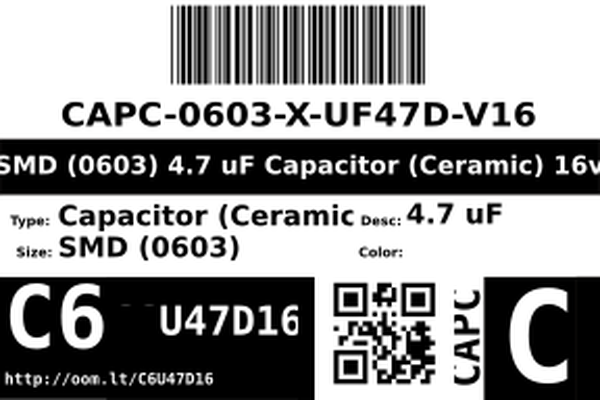 CAPC-0603-X-UF47D-V16
SMD (0603) 4.7 uF Capacitor (Ceramic) 16v
Type: Capacitor (Ceramic Desc: 4.7 uF
Size: SMD (0603) Color:
C6 U47D16
http://oom.lt/C6U47D16
CAPC
C